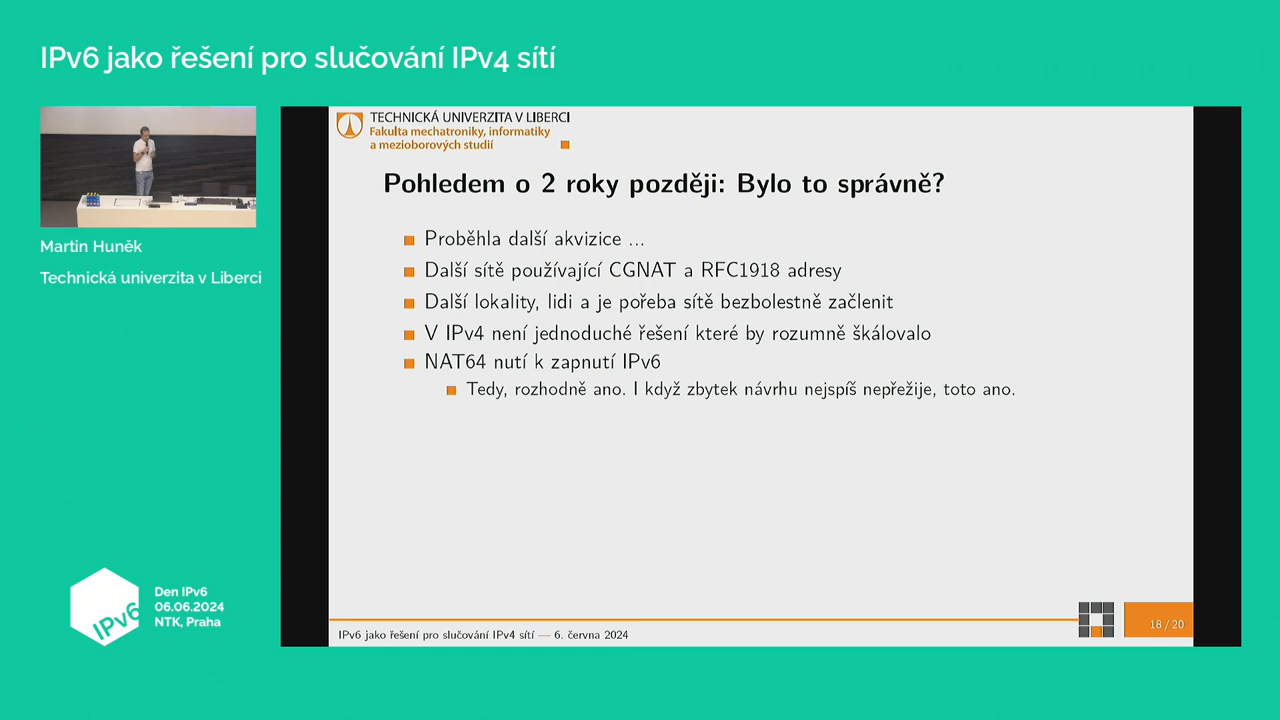 IPv6 jako řešení pro slučování IPv4 sítí
Martin Huněk
Technická univerzita v Liberci
TECHNICKÁ UNIVERZITA V LIBERCI
Fakulta mechatroniky, informatiky
a mezioborových studií
Pohledem o 2 roky později: Bylo to správně?
Proběhla další akvizice ...
Další sítě používající CGNAT a RFC1918 adresy
Další lokality, lidi a je pořeba sítě bezbolestně začlenit
V IPv4 není jednoduché řešení které by rozumně škálovalo
NAT64 nutí k zapnutí IPv6
Tedy, rozhodně ano. I když zbytek návrhu nejspíš nepřežije, toto ano.
IPv6 jako řešení pro slučování IPv4 sítí — 6. června 2024
18 / 20
IPv6
Den IPv6
06.06.2024
NTK, Praha